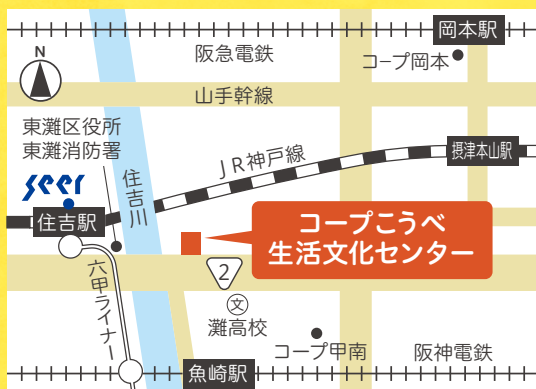 岡本駅
阪急電鉄
コープ岡本
N
山手幹線
東灘区役所
東灘消防署
JR神戸線
摂津本山駅
seer
住吉川
住吉駅
コープこうべ
生活文化センター
2
六甲ライナー
文
灘高校
コープ甲南
阪神電鉄
魚崎駅